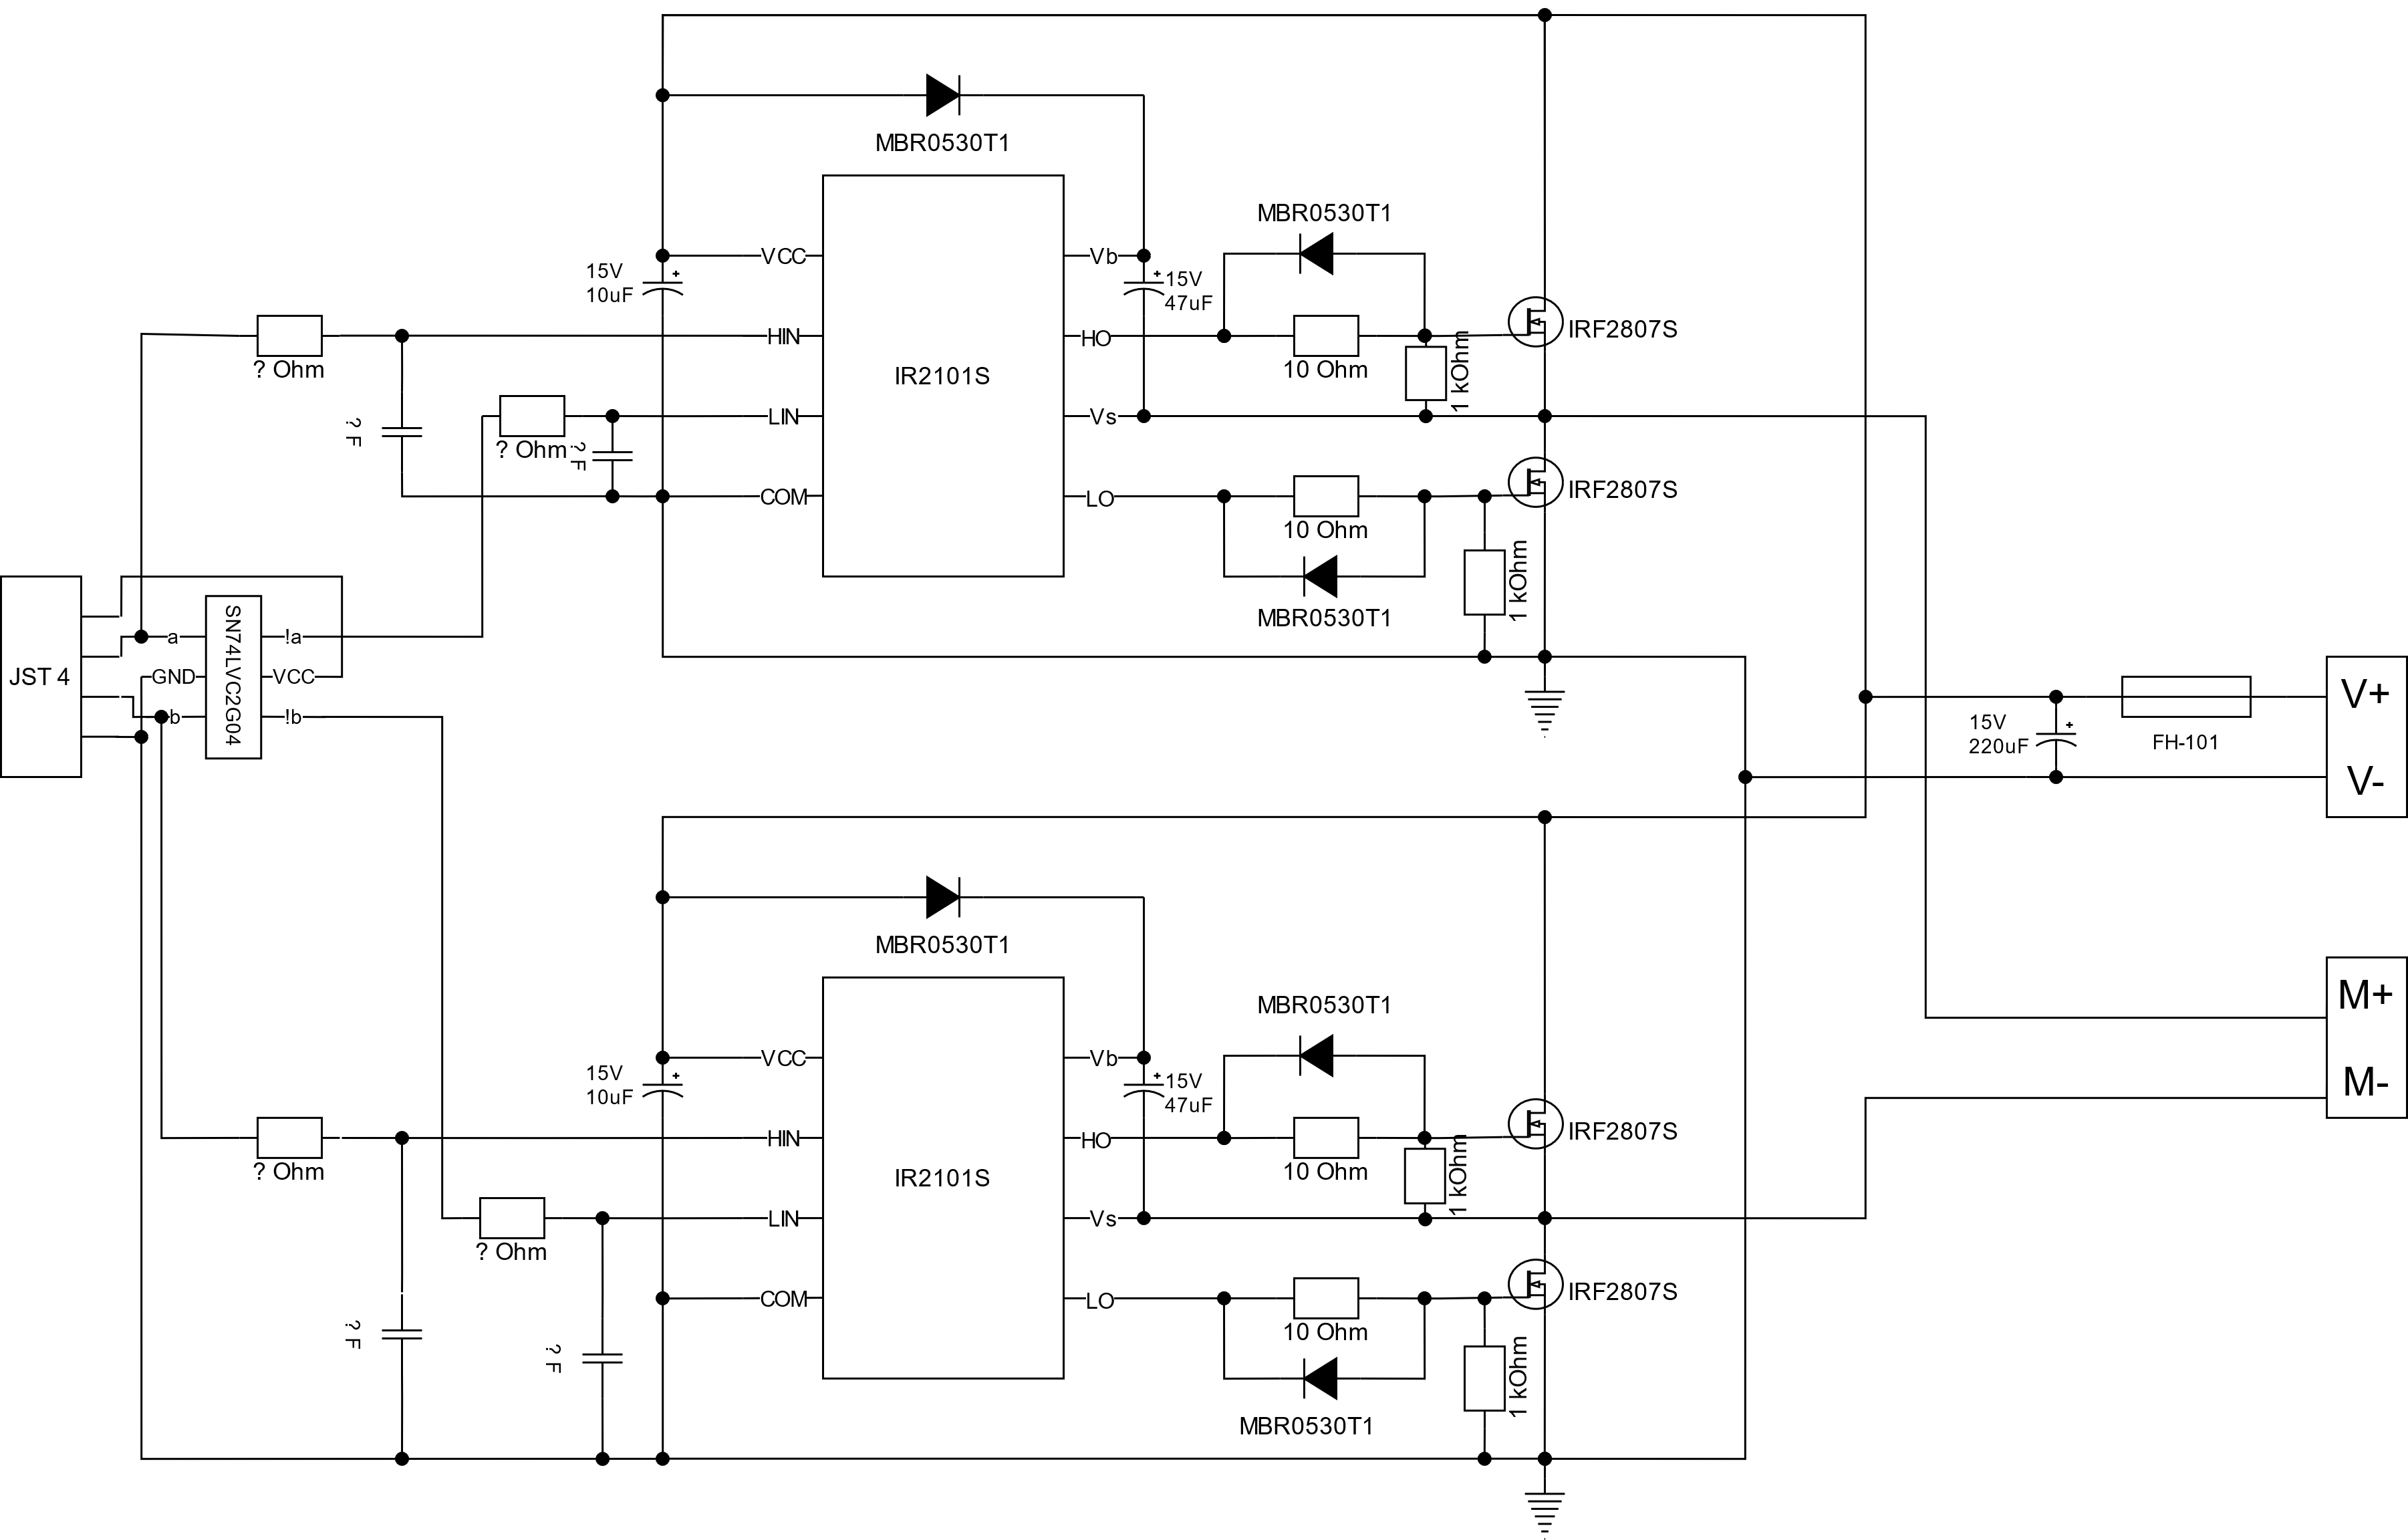 MBR0530T1
MBR0530T1
15V
10uF
VCC
Vb
15V
47uF
HIN
HO
IRF2807S
? Ohm
IR2101S
10 Ohm
1 kOhm
? F
LIN
Vs
? Ohm
? F
COM
LO
IRF2807S
10 Ohm
1 kOhm
MBR0530T1
JST 4
a
GND
b
SN74LVC2G04
!a
VCC
!b
V+
V-
15V
220uF
FH-101
MBR0530T1
MBR0530T1
M+
M-
15V
10uF
VCC
Vb
15V
47uF
HIN
HO
IRF2807S
? Ohm
IR2101S
10 Ohm
1 kOhm
LIN
Vs
? Ohm
COM
LO
IRF2807S
? F
? F
10 Ohm
1 kOhm
MBR0530T1